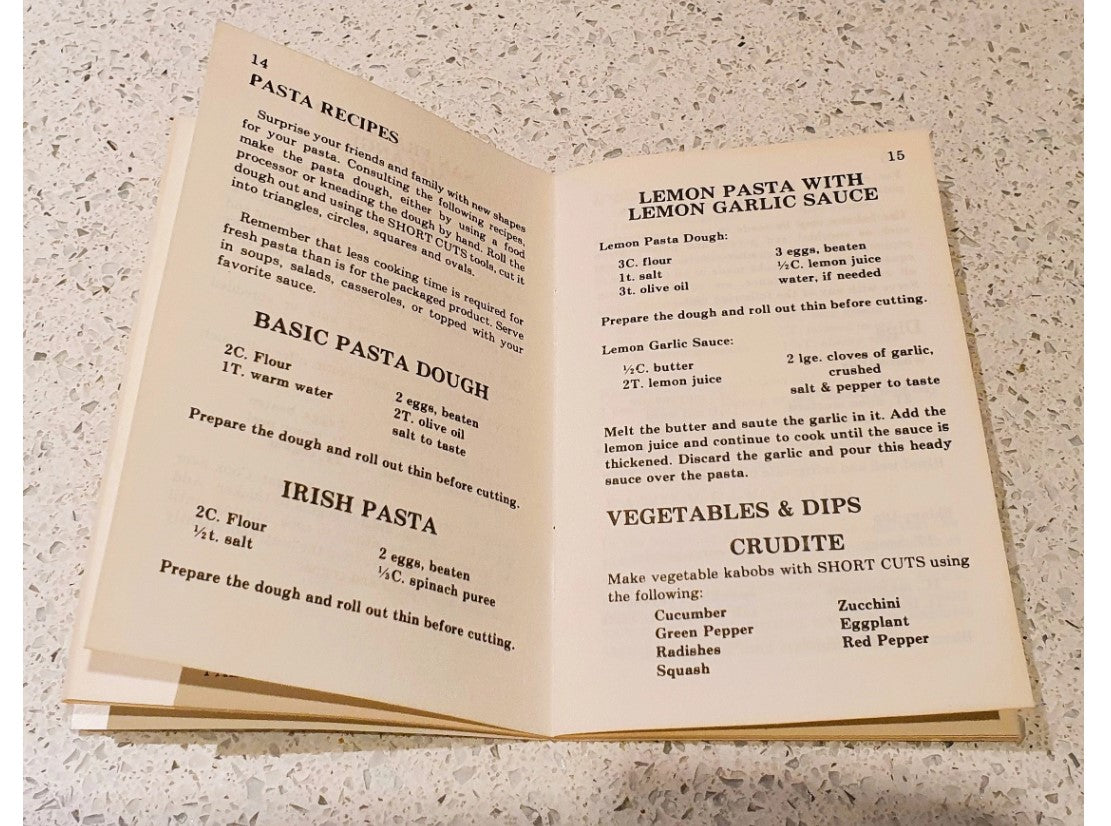 14
PASTA RECIPES
Surprise your friends and family with new shapes
for your pasta. Consulting the following recipes,
make the pasta dough, either by using a food
processor or kneading the dough by hand. Roll the
dough out and using the SHORT CUTS tools, cut it
into triangles, circles, squares and ovals.
Remember that less cooking time is required for
fresh pasta than is for the packaged product. Serve
in soups, salads, casseroles, or topped with your
favorite sauce.
BASIC PASTA DOUGH
2C. Flour
1T. warm water
2 eggs, beaten
2T. olive oil
salt to taste
Prepare the dough and roll out thin before cutting.
IRISH PASTA
2C. Flour
½t. salt
2 eggs, beaten
⅓C. spinach puree
Prepare the dough and roll out thin before cutting.
15
LEMON PASTA WITH
LEMON GARLIC SAUCE
Lemon Pasta Dough:
3C. flour
1t. salt
3t. olive oil
3 eggs, beaten
½C. lemon juice
water, if needed
Prepare the dough and roll out thin before cutting.
Lemon Garlic Sauce:
½C. butter
2T. lemon juice
2 lge. cloves of garlic,
crushed
salt & pepper to taste
Melt the butter and saute the garlic in it. Add the
lemon juice and continue to cook until the sauce is
thickened. Discard the garlic and pour this heady
sauce over the pasta.
VEGETABLES & DIPS
CRUDITE
Make vegetable kabobs with SHORT CUTS using
the following:
Cucumber
Green Pepper
Radishes
Squash
Zucchini
Eggplant
Red Pepper